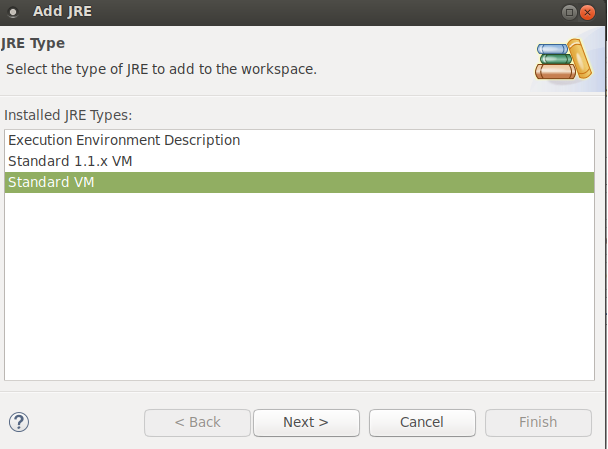 Add JRE
JRE Type
Select the type of JRE to add to the workspace.
Installed JRE Types:
Execution Environment Description
Standard 1.1.x VM
Standard VM
?
< Back
Next >
Cancel
Finish